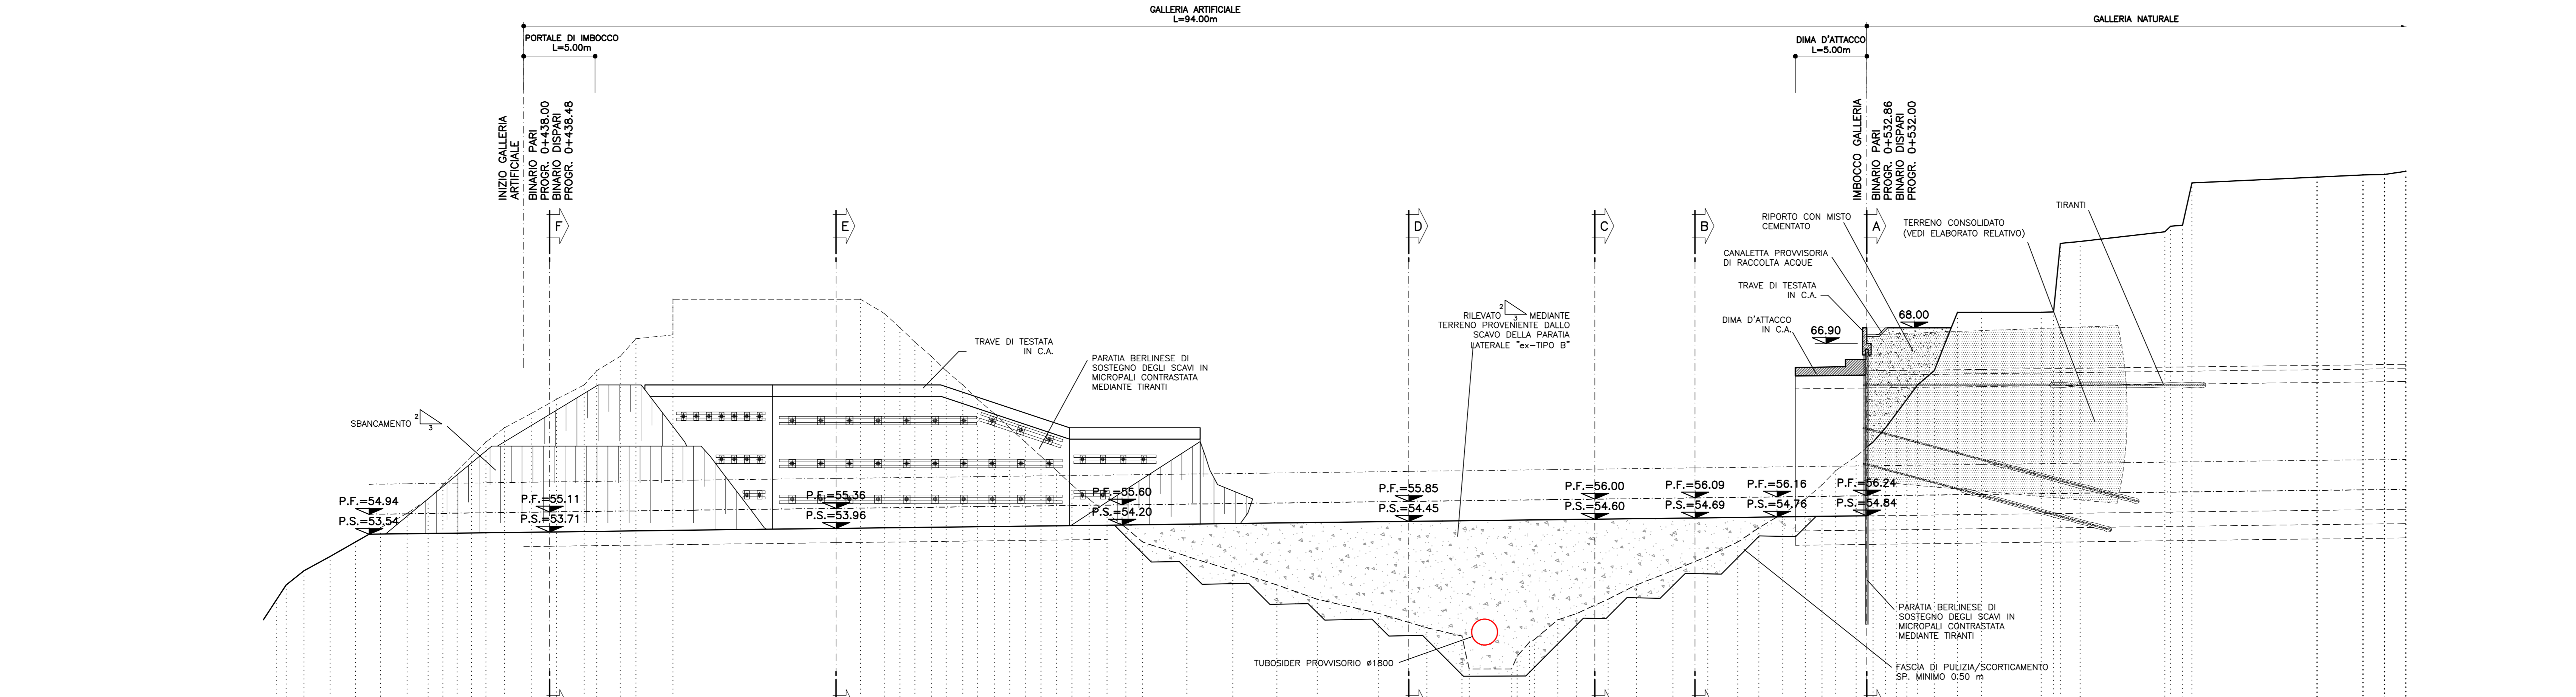 GALLERIA ARTIFICIALE
L=94.00m
GALLERIA NATURALE
PORTALE DI IMBOCCO
L=5.00m
DIMA D'ATTACCO
L=5.00m
INIZIO GALLERIA
ARTIFICIALE
BINARIO PARI
PROGR. 0+438.00
BINARIO DISPARI
PROGR. 0+438.48
IMBOCCO GALLERIA
BINARIO PARI
PROGR. 0+532.86
BINARIO DISPARI
PROGR. 0+532.00
F
E
D
C
B
A
RIPORTO CON MISTO
CEMENTATO
TERRENO CONSOLIDATO
(VEDI ELABORATO RELATIVO)
TIRANTI
CANALETTA PROVVISORIA
DI RACCOLTA ACQUE
TRAVE DI TESTATA
IN C.A.
DIMA D'ATTACCO
IN C.A.
66.90
68.00
2
3
RILEVATO MEDIANTE
TERRENO PROVENIENTE DALLO
SCAVO DELLA PARATIA
LATERALE "ex-TIPO B"
TRAVE DI TESTATA
IN C.A.
PARATIA BERLINESE DI
SOSTEGNO DEGLI SCAVI IN
MICROPALI CONTRASTATA
MEDIANTE TIRANTI
SBANCAMENTO
2
3
P.F.=54.94
P.S.=53.54
P.F.=55.11
P.S.=53.71
P.F.=55.36
P.S.=53.96
P.F.=55.60
P.S.=54.20
P.F.=55.85
P.S.=54.45
P.F.=56.00
P.S.=54.60
P.F.=56.09
P.S.=54.69
P.F.=56.16
P.S.=54.76
P.F.=56.24
P.S.=54.84
PARATIA BERLINESE DI
SOSTEGNO DEGLI SCAVI IN
MICROPALI CONTRASTATA
MEDIANTE TIRANTI
TUBOSIDER PROVVISORIO ø1800
FASCIA DI PULIZIA/SCORTICAMENTO
SP. MINIMO 0.50 m